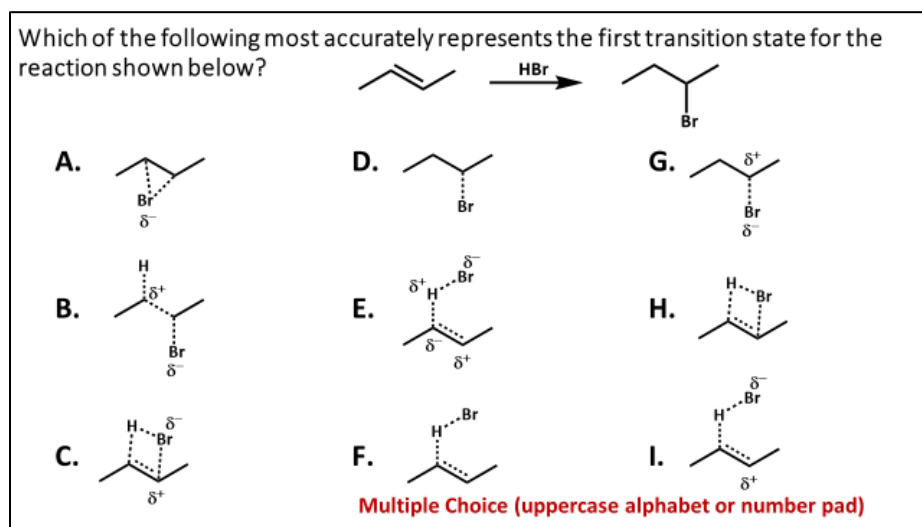 Which of the following most accurately represents the first transition state for the
reaction shown below?
HBr
Br
A.
Br
δ⁻
D.
Br
G.
δ⁺
Br
δ⁻
B.
H
δ⁺
Br
δ⁻
E.
δ⁺
H
Br
δ⁻
δ⁻
δ⁺
H.
H
Br
C.
H
Br
δ⁻
δ⁺
F.
H
Br
I.
H
Br
δ⁻
δ⁺
Multiple Choice (uppercase alphabet or number pad)